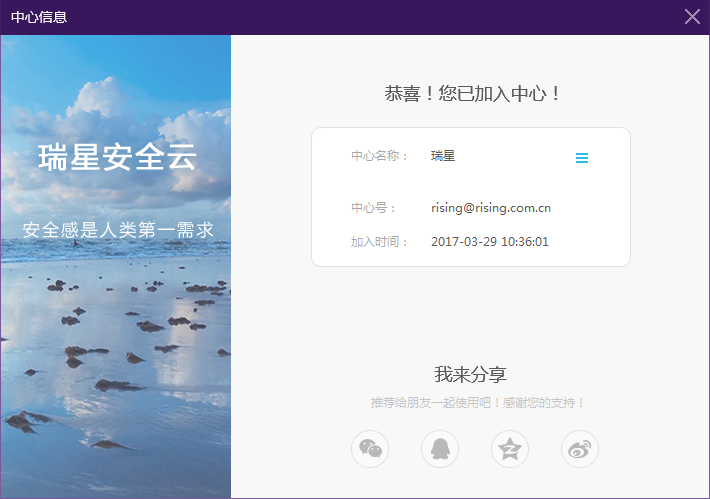 中心信息
瑞星安全云
安全感是人类第一需求
恭喜！您已加入中心！
中心名称： 瑞星
中心号： rising@rising.com.cn
加入时间： 2017-03-29 10:36:01
我来分享
推荐给朋友一起使用吧！感谢您的支持！